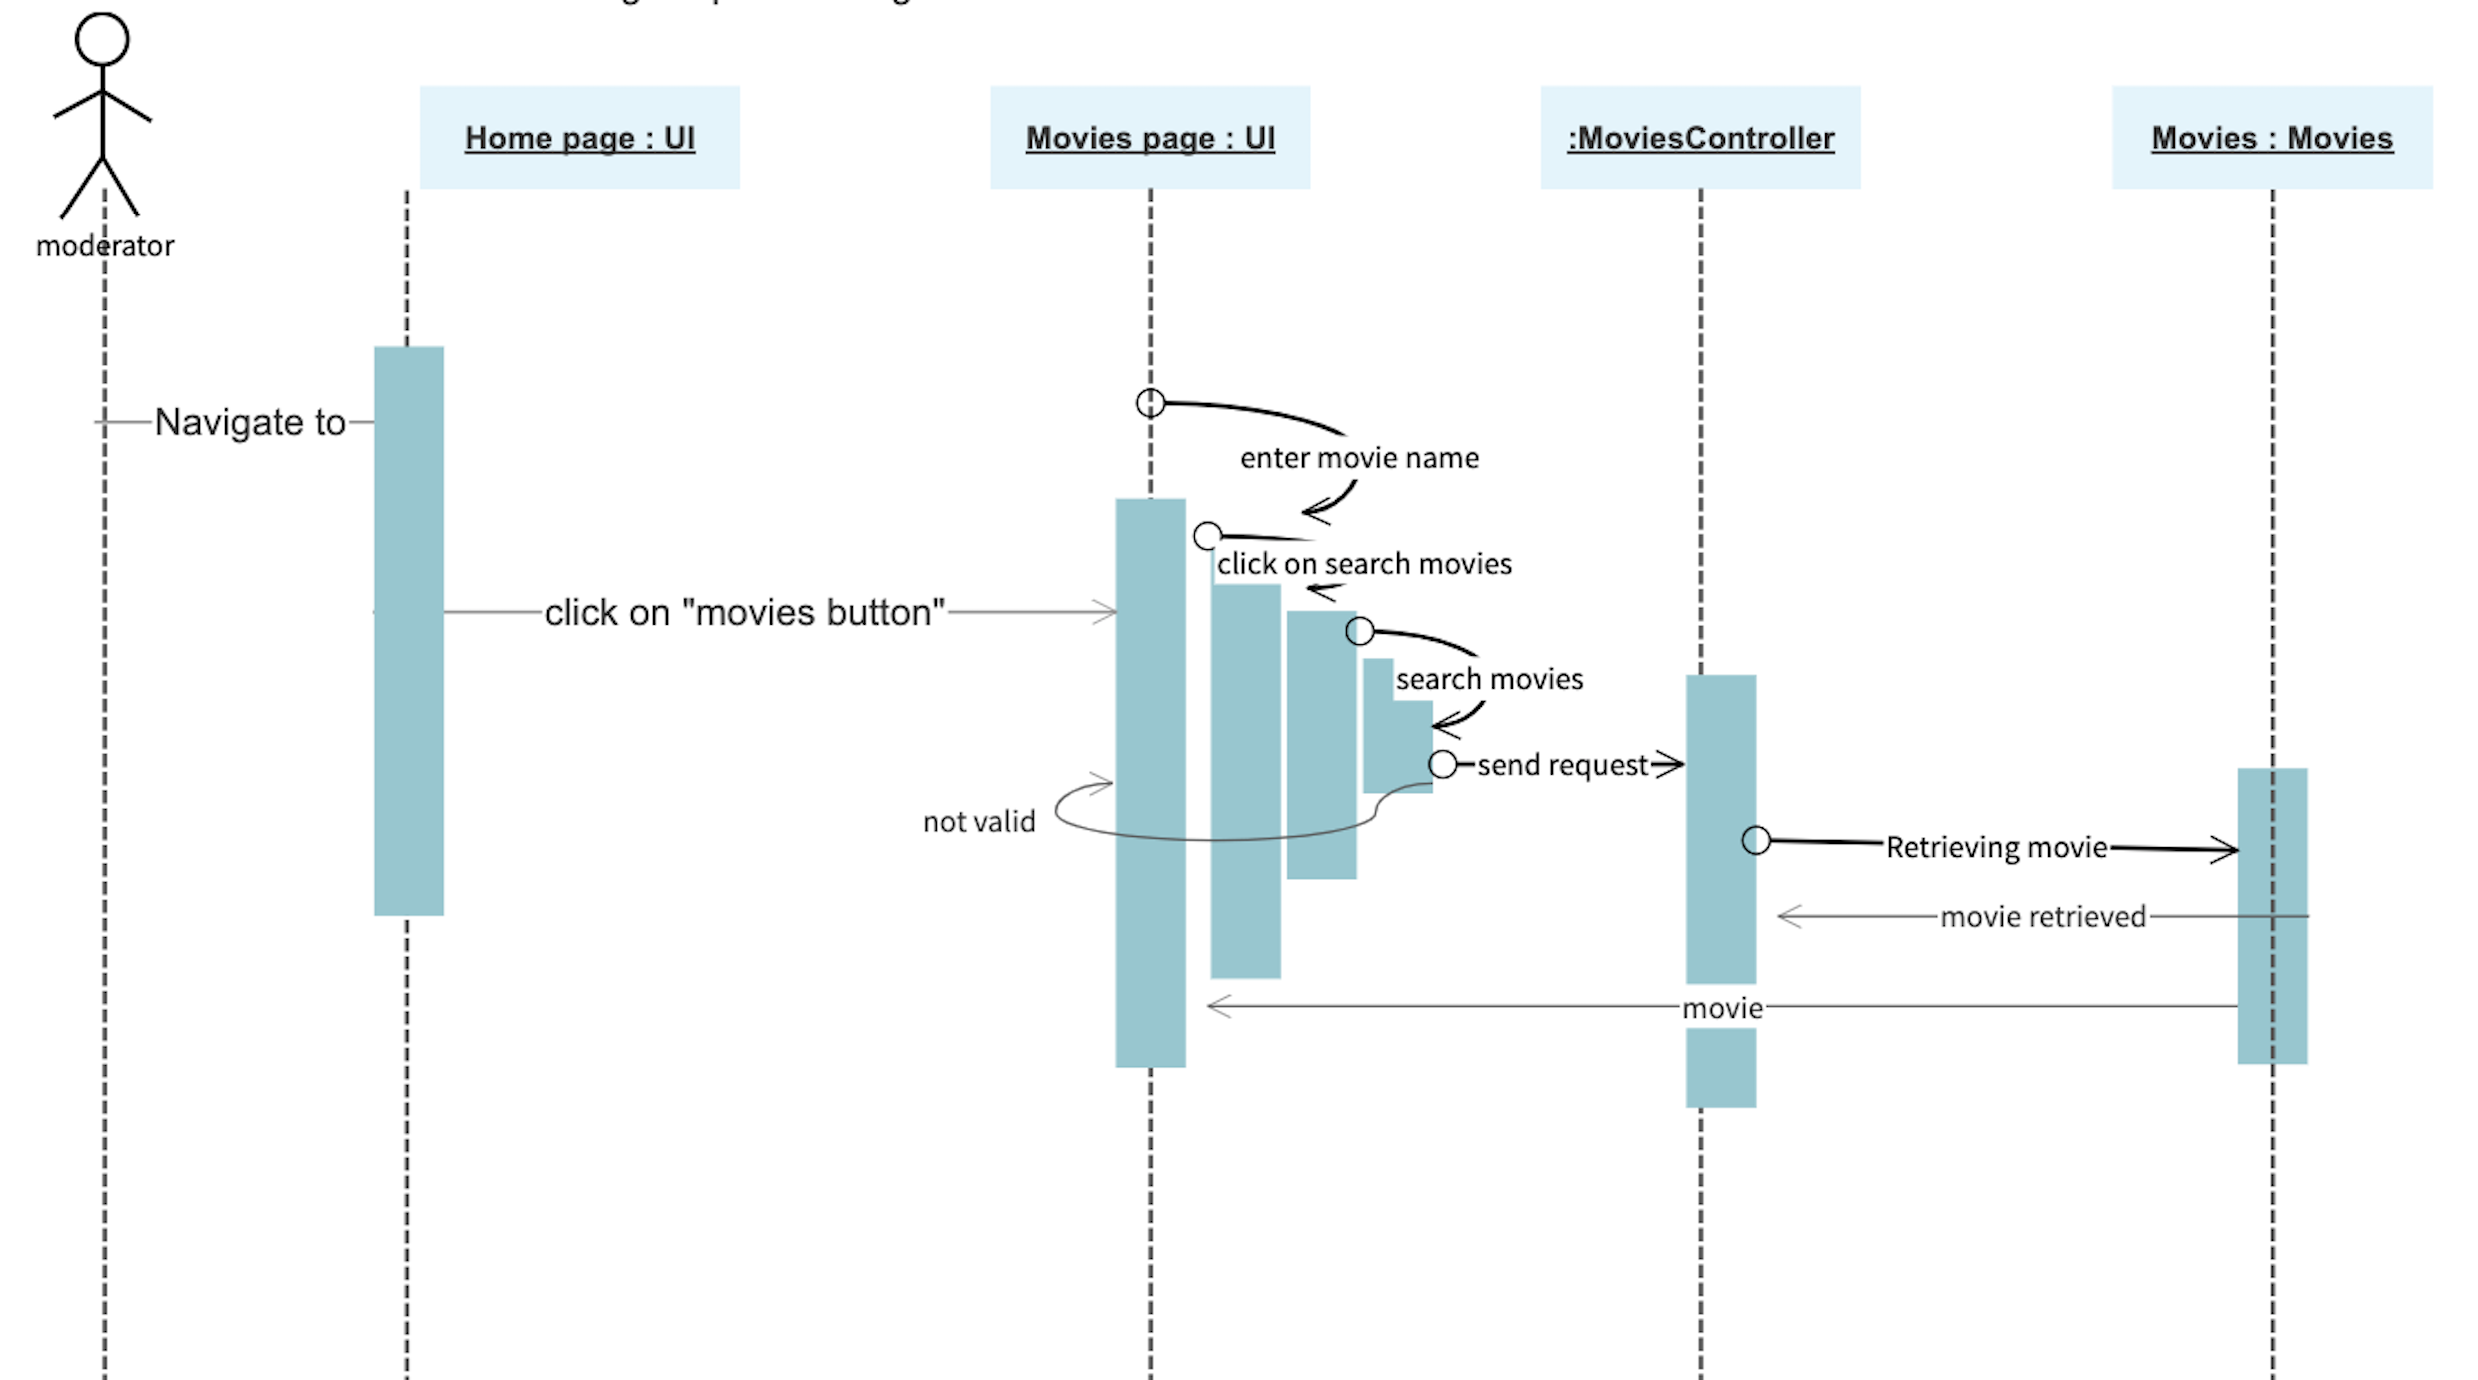 Home page : UI
Movies page : UI
:MoviesController
Movies : Movies
moderator
Navigate to
enter movie name
click on search movies
click on "movies button"
search movies
send request
not valid
Retrieving movie
movie retrieved
movie